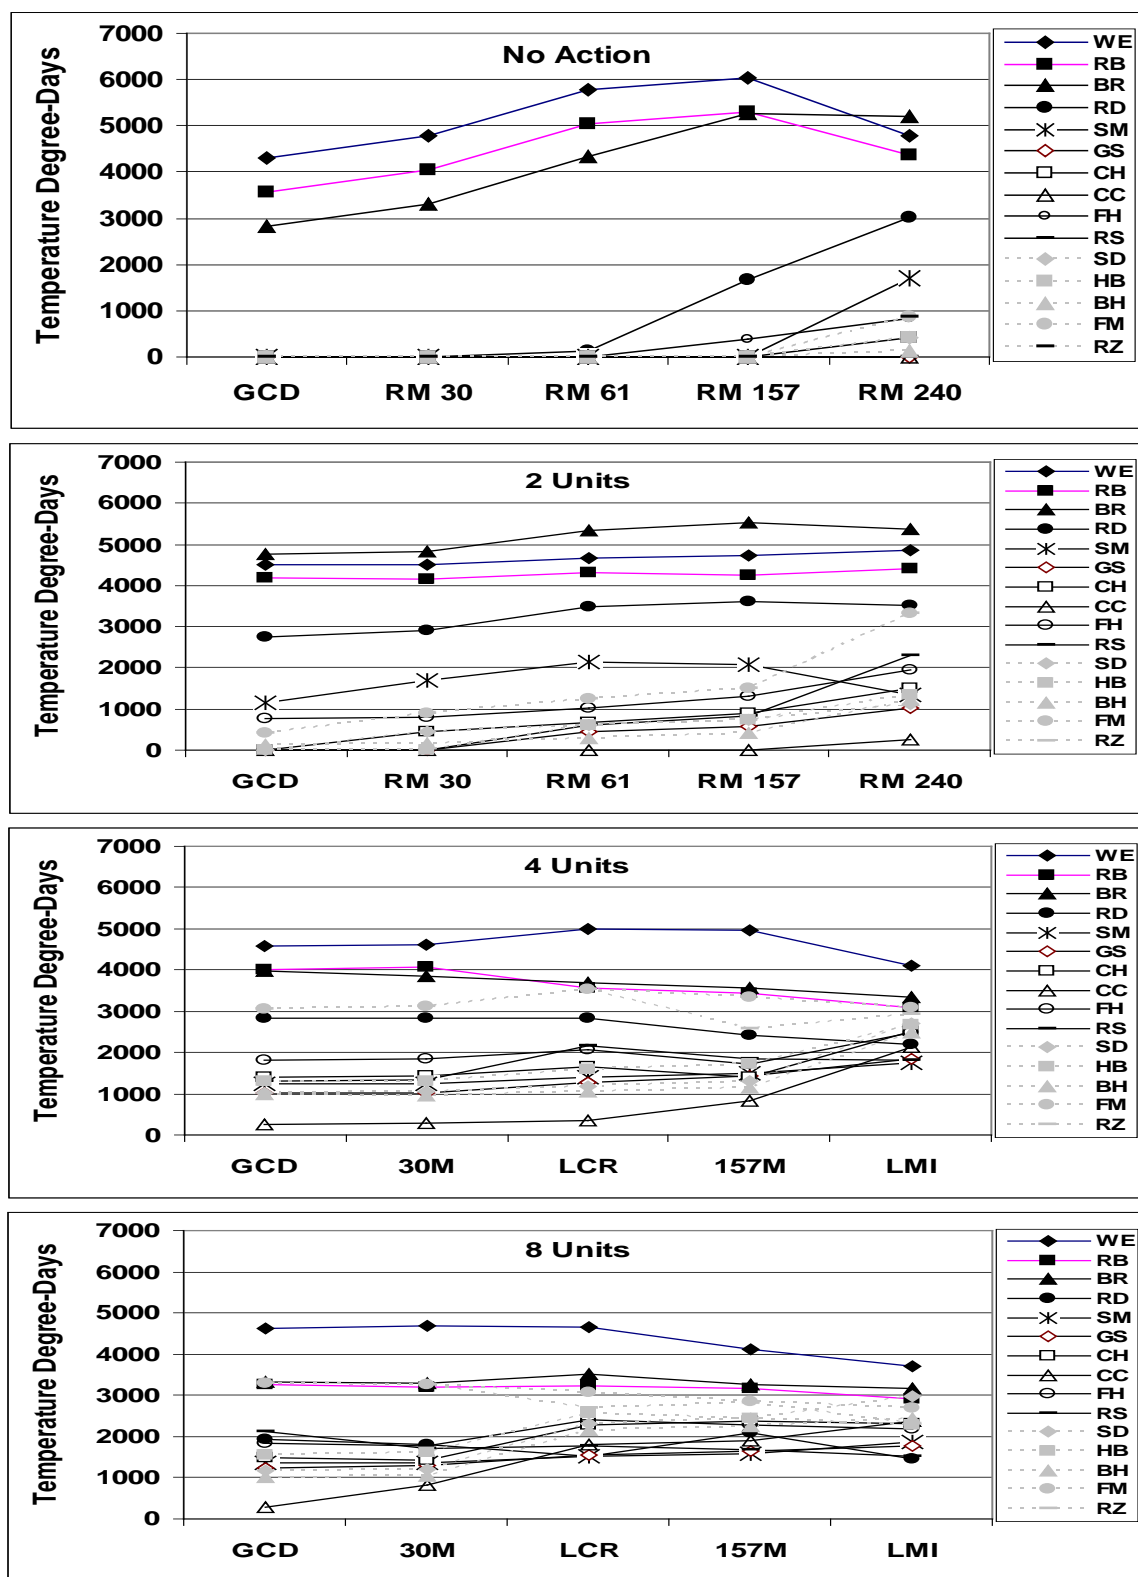 No Action
Temperature Degree-Days
7000
6000
5000
4000
3000
2000
1000
0
GCD RM 30 RM 61 RM 157 RM 240
WE
RB
BR
RD
SM
GS
CH
CC
FH
RS
SD
HB
BH
FM
RZ
2 Units
Temperature Degree-Days
7000
6000
5000
4000
3000
2000
1000
0
GCD RM 30 RM 61 RM 157 RM 240
WE
RB
BR
RD
SM
GS
CH
CC
FH
RS
SD
HB
BH
FM
RZ
4 Units
Temperature Degree-Days
7000
6000
5000
4000
3000
2000
1000
0
GCD 30M LCR 157M LMI
WE
RB
BR
RD
SM
GS
CH
CC
FH
RS
SD
HB
BH
FM
RZ
8 Units
Temperature Degree-Days
7000
6000
5000
4000
3000
2000
1000
0
GCD 30M LCR 157M LMI
WE
RB
BR
RD
SM
GS
CH
CC
FH
RS
SD
HB
BH
FM
RZ